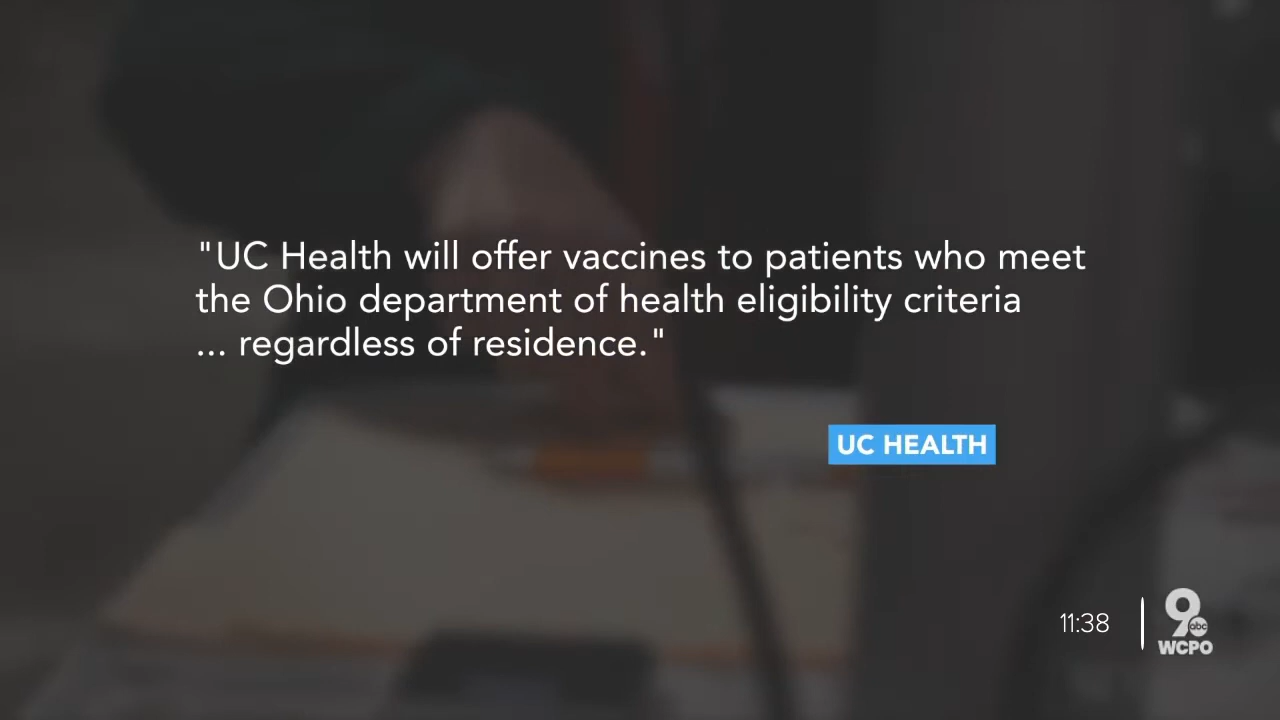 "UC Health will offer vaccines to patients who meet
the Ohio department of health eligibility criteria
... regardless of residence."
UC HEALTH
11:38
9
abc
WCPO